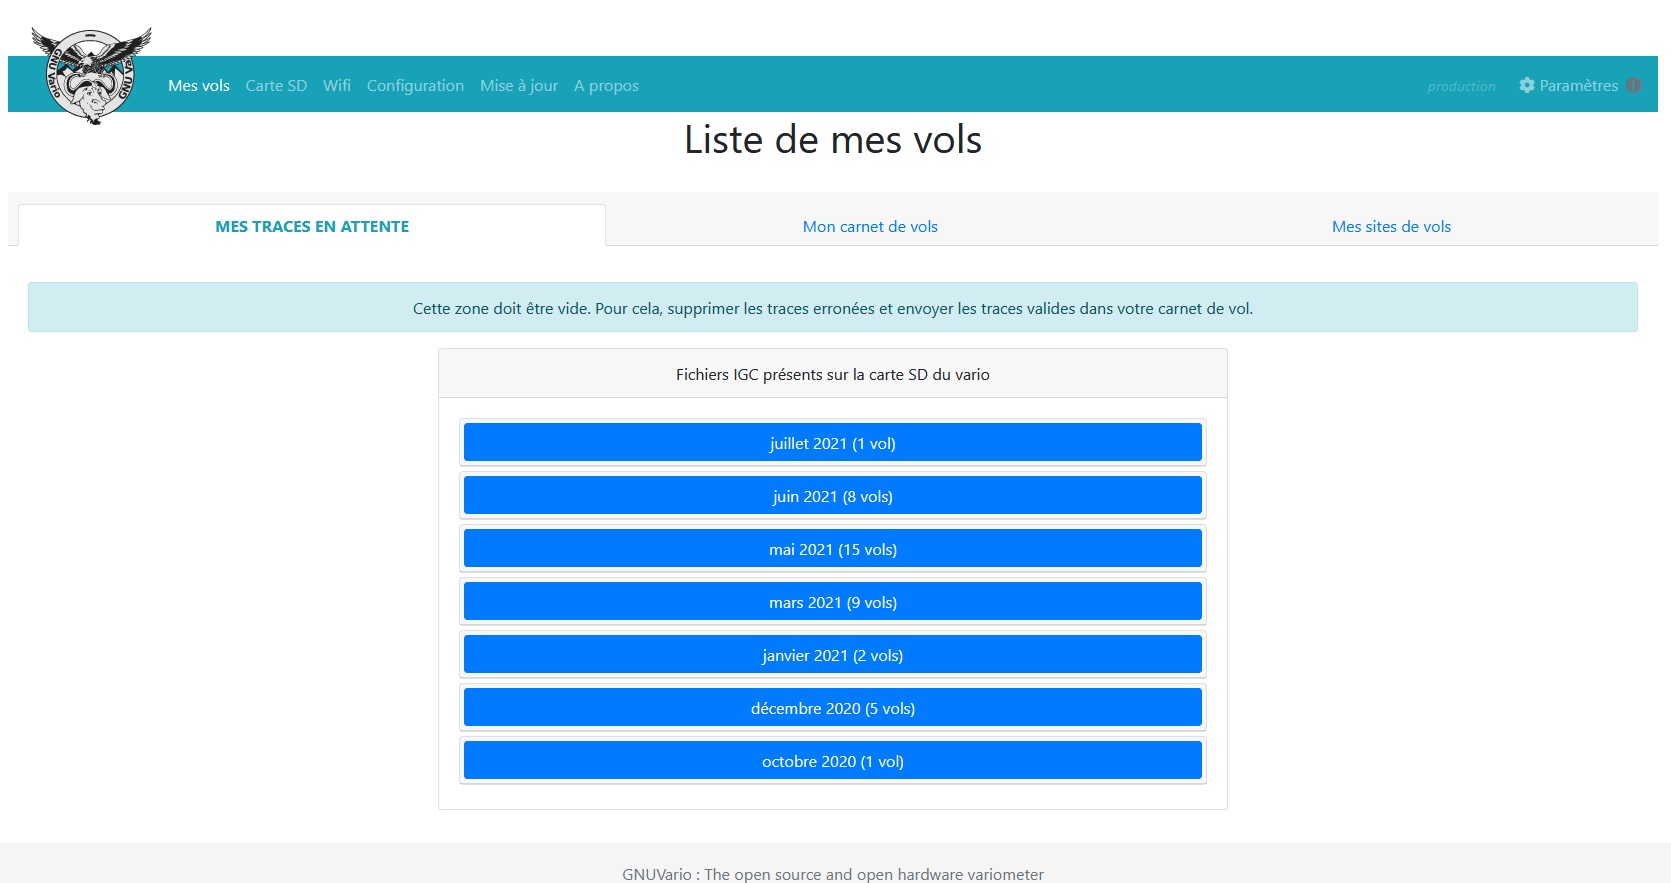 GNU Vario
GNU Vario
Mes vols Carte SD Wifi Configuration Mise à jour A propos production Paramètres
Liste de mes vols
MES TRACES EN ATTENTE Mon carnet de vols Mes sites de vols
Cette zone doit être vide. Pour cela, supprimer les traces erronées et envoyer les traces valides dans votre carnet de vol.
Fichiers IGC présents sur la carte SD du vario
juillet 2021 (1 vol)
juin 2021 (8 vols)
mai 2021 (15 vols)
mars 2021 (9 vols)
janvier 2021 (2 vols)
décembre 2020 (5 vols)
octobre 2020 (1 vol)
GNUVario : The open source and open hardware variometer